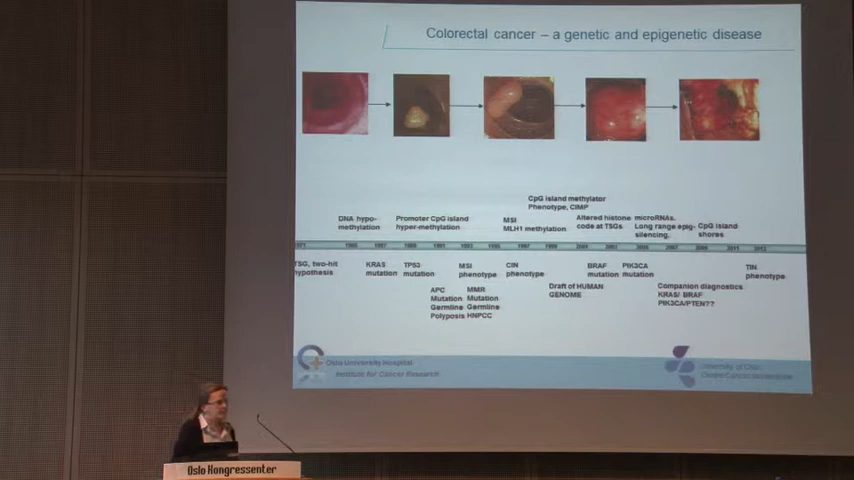 Colorectal cancer – a genetic and epigenetic disease
CpG island methylator
Phenotype, CIMP
DNA hypo-
methylation
Promoter CpG island
hyper-methylation
MSI
MLH1 methylation
Altered histone
code at TSGs
microRNAs.
Long range epig-
silencing.
CpG island
shores
TSG, two-hit
hypothesis
KRAS
mutation
TP53
mutation
MSI
phenotype
CIN
phenotype
BRAF
mutation
PIK3CA
mutation
TIN
phenotype
APC
Mutation
Germline
Polyposis
MMR
Mutation
Germline
HNPCC
Draft of HUMAN
GENOME
Companion diagnostics
KRAS/ BRAF
PIK3CA/PTEN??
Oslo University Hospital
Institute for Cancer Research
University of Oslo
Oslo Kongressenter